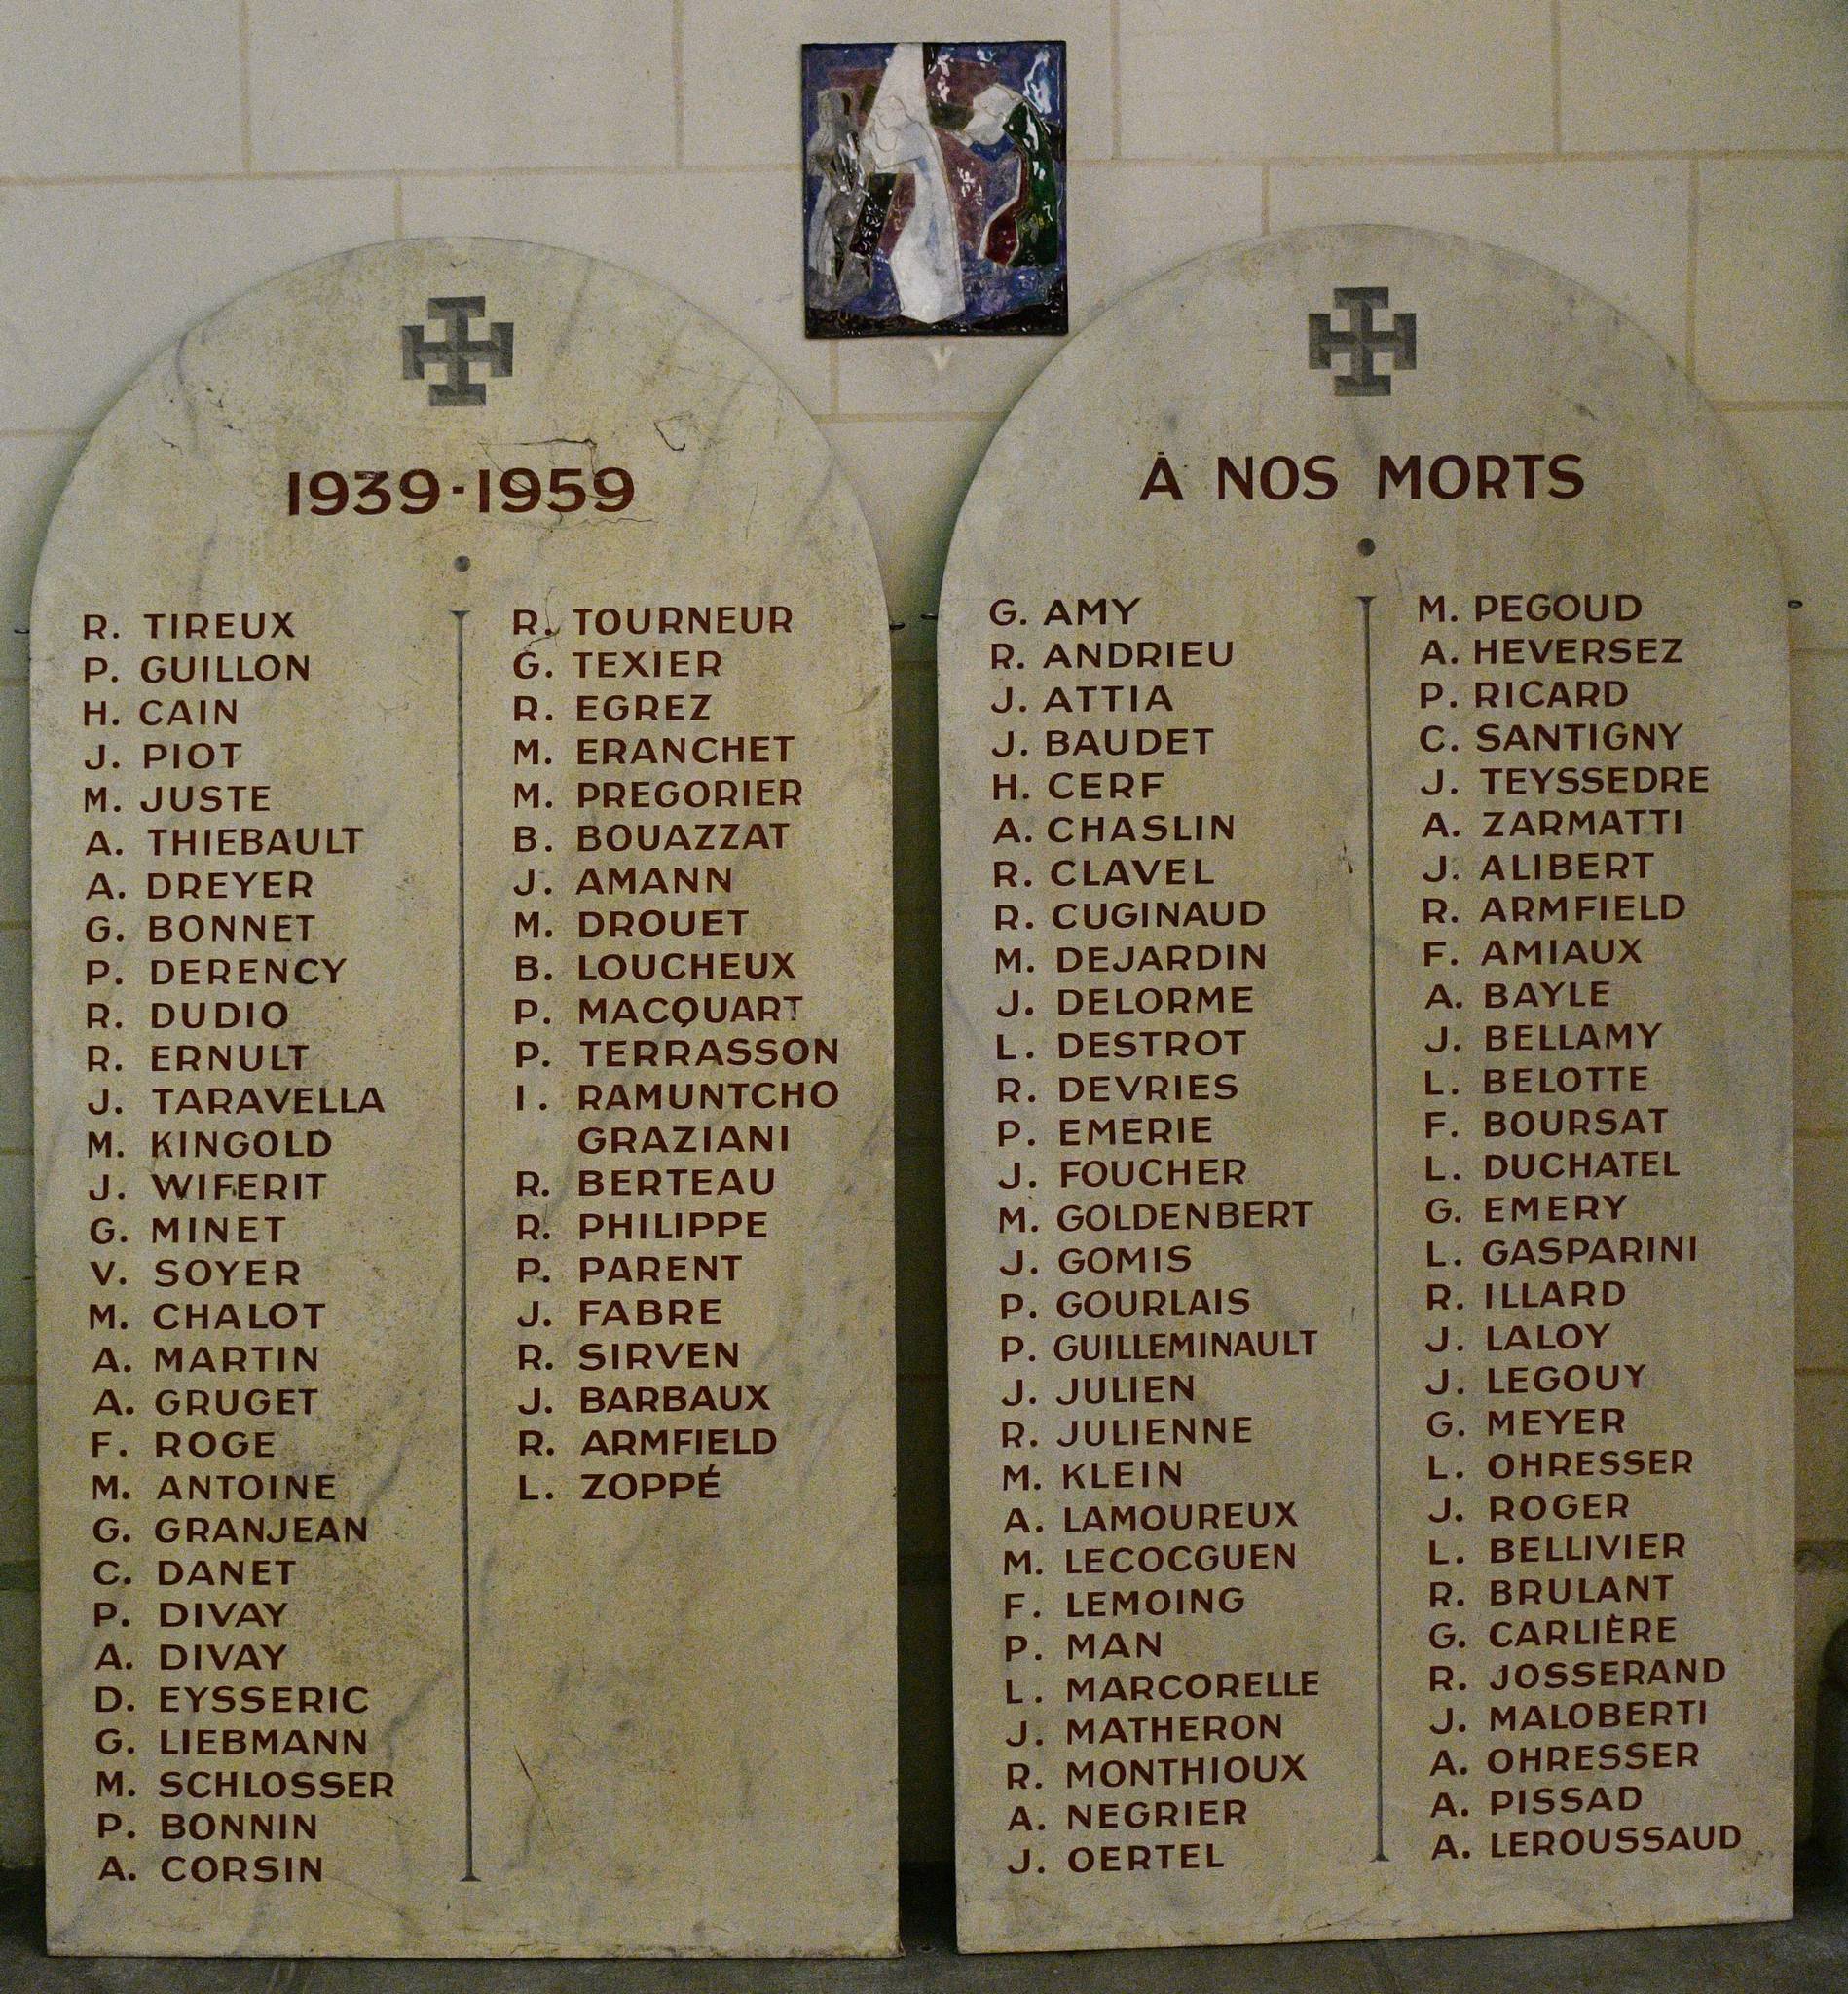 1939-1959
R. TIREUX
P. GUILLON
H. CAIN
J. PIOT
M. JUSTE
A. THIEBAULT
A. DREYER
G. BONNET
P. DERENCY
R. DUDIO
R. ERNULT
J. TARAVELLA
M. KINGOLD
J. WIFERIT
G. MINET
V. SOYER
M. CHALOT
A. MARTIN
A. GRUGET
F. ROGE
M. ANTOINE
G. GRANJEAN
C. DANET
P. DIVAY
A. DIVAY
D. EYSSERIC
G. LIEBMANN
M. SCHLOSSER
P. BONNIN
A. CORSIN
R. TOURNEUR
G. TEXIER
R. EGREZ
M. ERANCHET
M. PREGORIER
B. BOUAZZAT
J. AMANN
M. DROUET
B. LOUCHEUX
P. MACQUART
P. TERRASSON
I. RAMUNTCHO
GRAZIANI
R. BERTEAU
R. PHILIPPE
P. PARENT
J. FABRE
R. SIRVEN
J. BARBAUX
R. ARMFIELD
L. ZOPPÉ
À NOS MORTS
G. AMY
R. ANDRIEU
J. ATTIA
J. BAUDET
H. CERF
A. CHASLIN
R. CLAVEL
R. CUGINAUD
M. DEJARDIN
J. DELORME
L. DESTROT
R. DEVRIES
P. EMERIE
J. FOUCHER
M. GOLDENBERT
J. GOMIS
P. GOURLAIS
P. GUILLEMINAULT
J. JULIEN
R. JULIENNE
M. KLEIN
A. LAMOUREUX
M. LECOCGUEN
F. LEMOING
P. MAN
L. MARCORELLE
J. MATHERON
R. MONTHIOUX
A. NEGRIER
J. OERTEL
M. PEGOUD
A. HEVERSEZ
P. RICARD
C. SANTIGNY
J. TEYSSEDRE
A. ZARMATTI
J. ALIBERT
R. ARMFIELD
F. AMIAUX
A. BAYLE
J. BELLAMY
L. BELOTTE
F. BOURSAT
L. DUCHATEL
G. EMERY
L. GASPARINI
R. ILLARD
J. LALOY
J. LEGOUY
G. MEYER
L. OHRESSER
J. ROGER
L. BELLIVIER
R. BRULANT
G. CARLIÈRE
R. JOSSERAND
J. MALOBERTI
A. OHRESSER
A. PISSAD
A. LEROUSSAUD